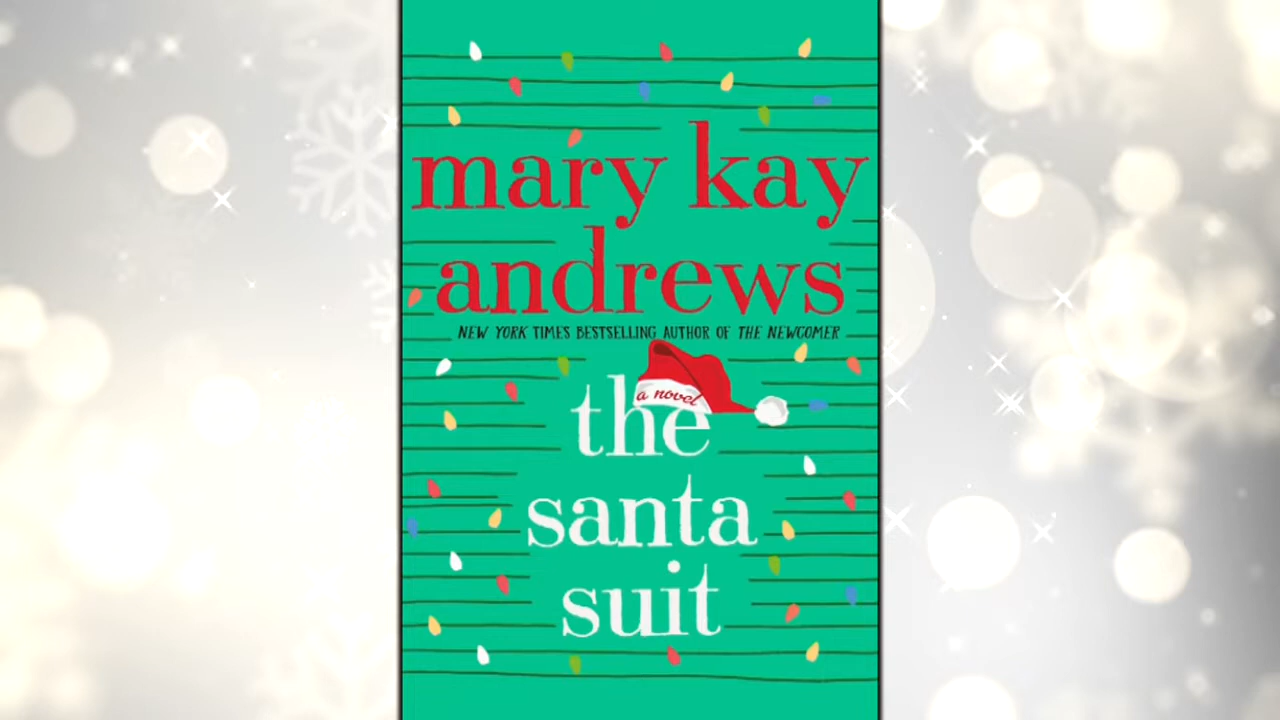 mary kay
andrews
NEW YORK TIMES BESTSELLING AUTHOR OF THE NEWCOMER
a novel
the
santa
suit